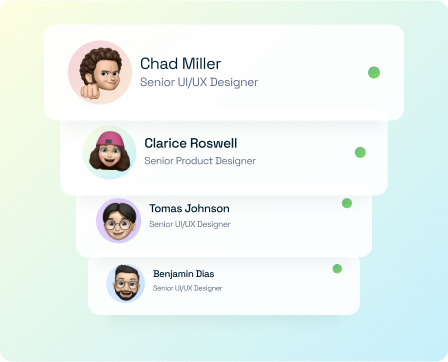 Chad Miller
Senior UI/UX Designer
Clarice Roswell
Senior Product Designer
Tomas Johnson
Senior UI/UX Designer
Benjamin Dias
Senior UI/UX Designer